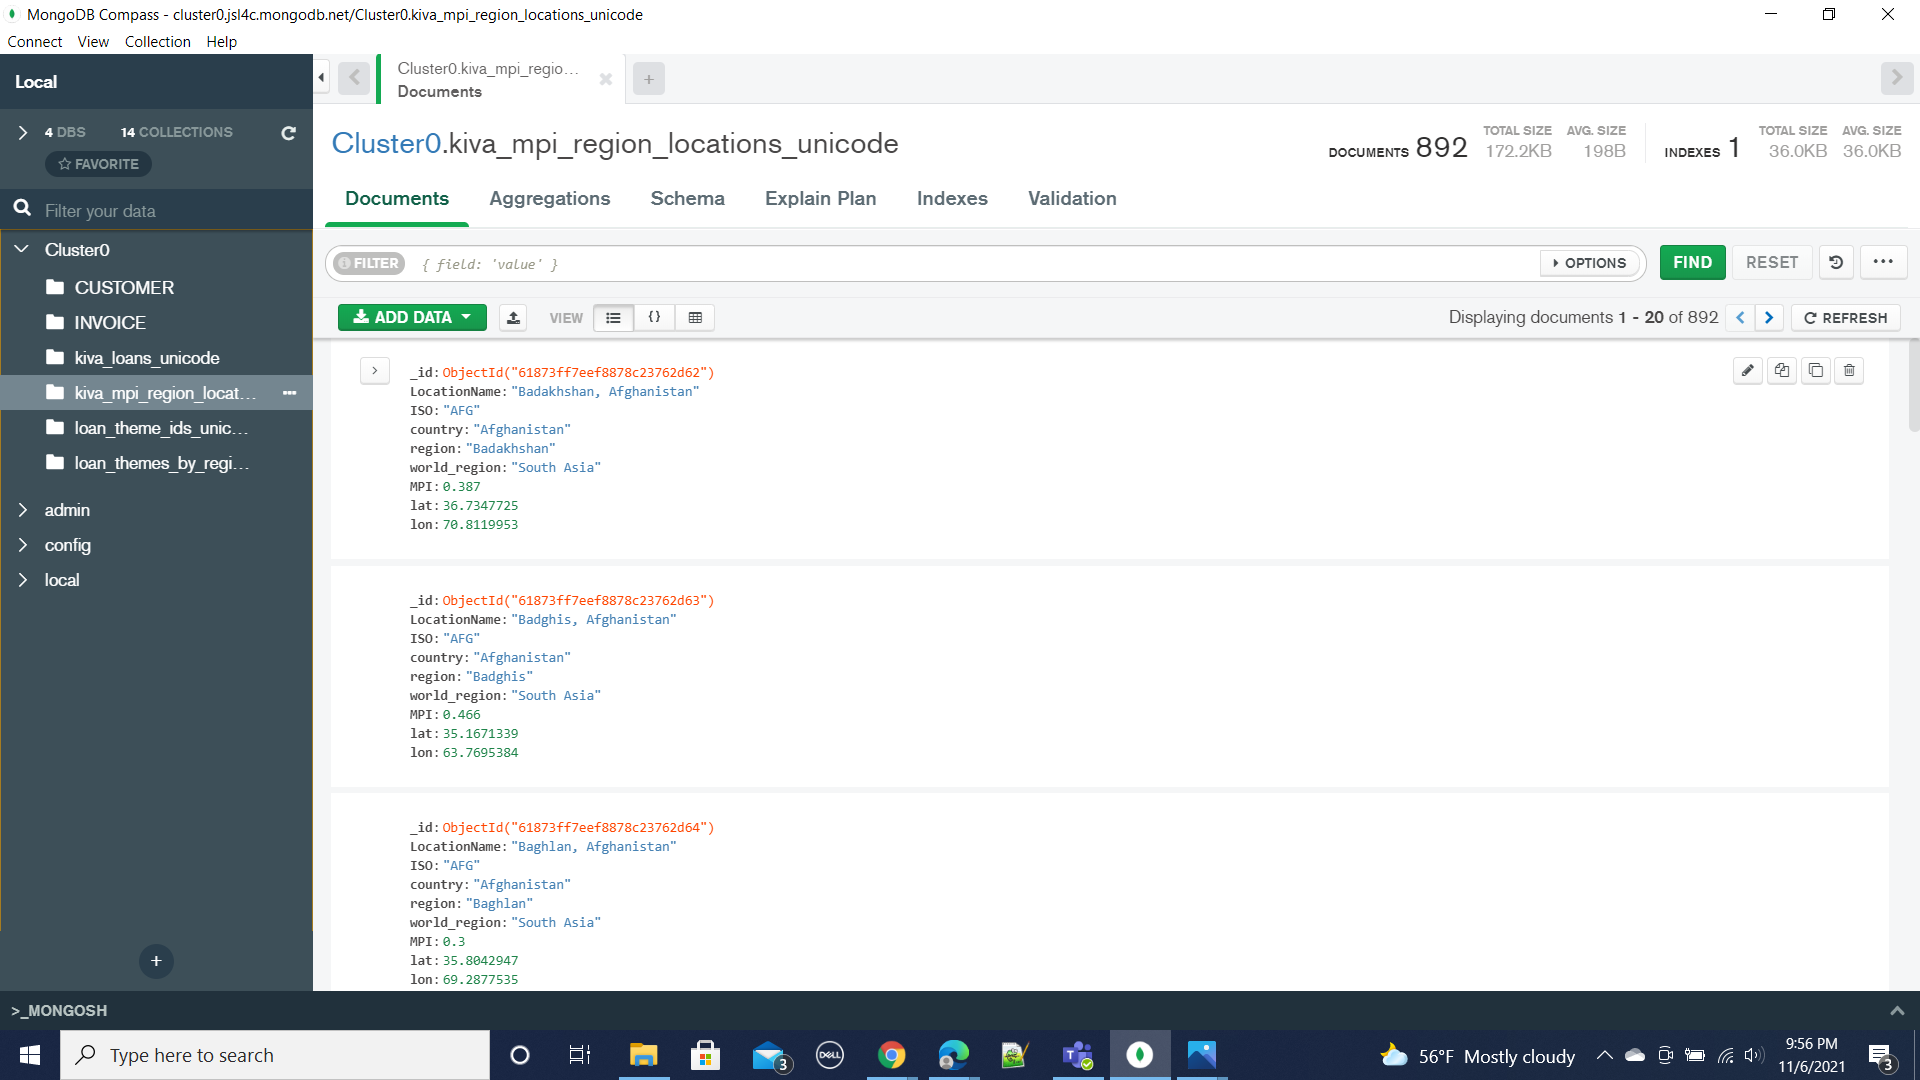 MongoDB Compass - cluster0.jsl4c.mongodb.net/Cluster0.kiva_mpi_region_locations_unicode
Connect View Collection Help
Local
4 DBS 14 COLLECTIONS
FAVORITE
Filter your data
Cluster0
CUSTOMER
INVOICE
kiva_loans_unicode
kiva_mpi_region_locat...
loan_theme_ids_unic...
loan_themes_by_regi...
admin
config
local
Cluster0.kiva_mpi_regio...
Documents
Cluster0.kiva_mpi_region_locations_unicode
DOCUMENTS 892 TOTAL SIZE 172.2KB AVG. SIZE 198B INDEXES 1 TOTAL SIZE 36.0KB AVG. SIZE 36.0KB
Documents Aggregations Schema Explain Plan Indexes Validation
FILTER { field: 'value' } OPTIONS FIND RESET
ADD DATA VIEW Displaying documents 1 - 20 of 892 REFRESH
_id: ObjectId("61873ff7eef8878c23762d62")
LocationName: "Badakhshan, Afghanistan"
ISO: "AFG"
country: "Afghanistan"
region: "Badakhshan"
world_region: "South Asia"
MPI: 0.387
lat: 36.7347725
lon: 70.8119953
_id: ObjectId("61873ff7eef8878c23762d63")
LocationName: "Badghis, Afghanistan"
ISO: "AFG"
country: "Afghanistan"
region: "Badghis"
world_region: "South Asia"
MPI: 0.466
lat: 35.1671339
lon: 63.7695384
_id: ObjectId("61873ff7eef8878c23762d64")
LocationName: "Baghlan, Afghanistan"
ISO: "AFG"
country: "Afghanistan"
region: "Baghlan"
world_region: "South Asia"
MPI: 0.3
lat: 35.8042947
lon: 69.2877535
>_MONGOSH
Type here to search
3
DELL
56°F Mostly cloudy
9:56 PM
11/6/2021
3